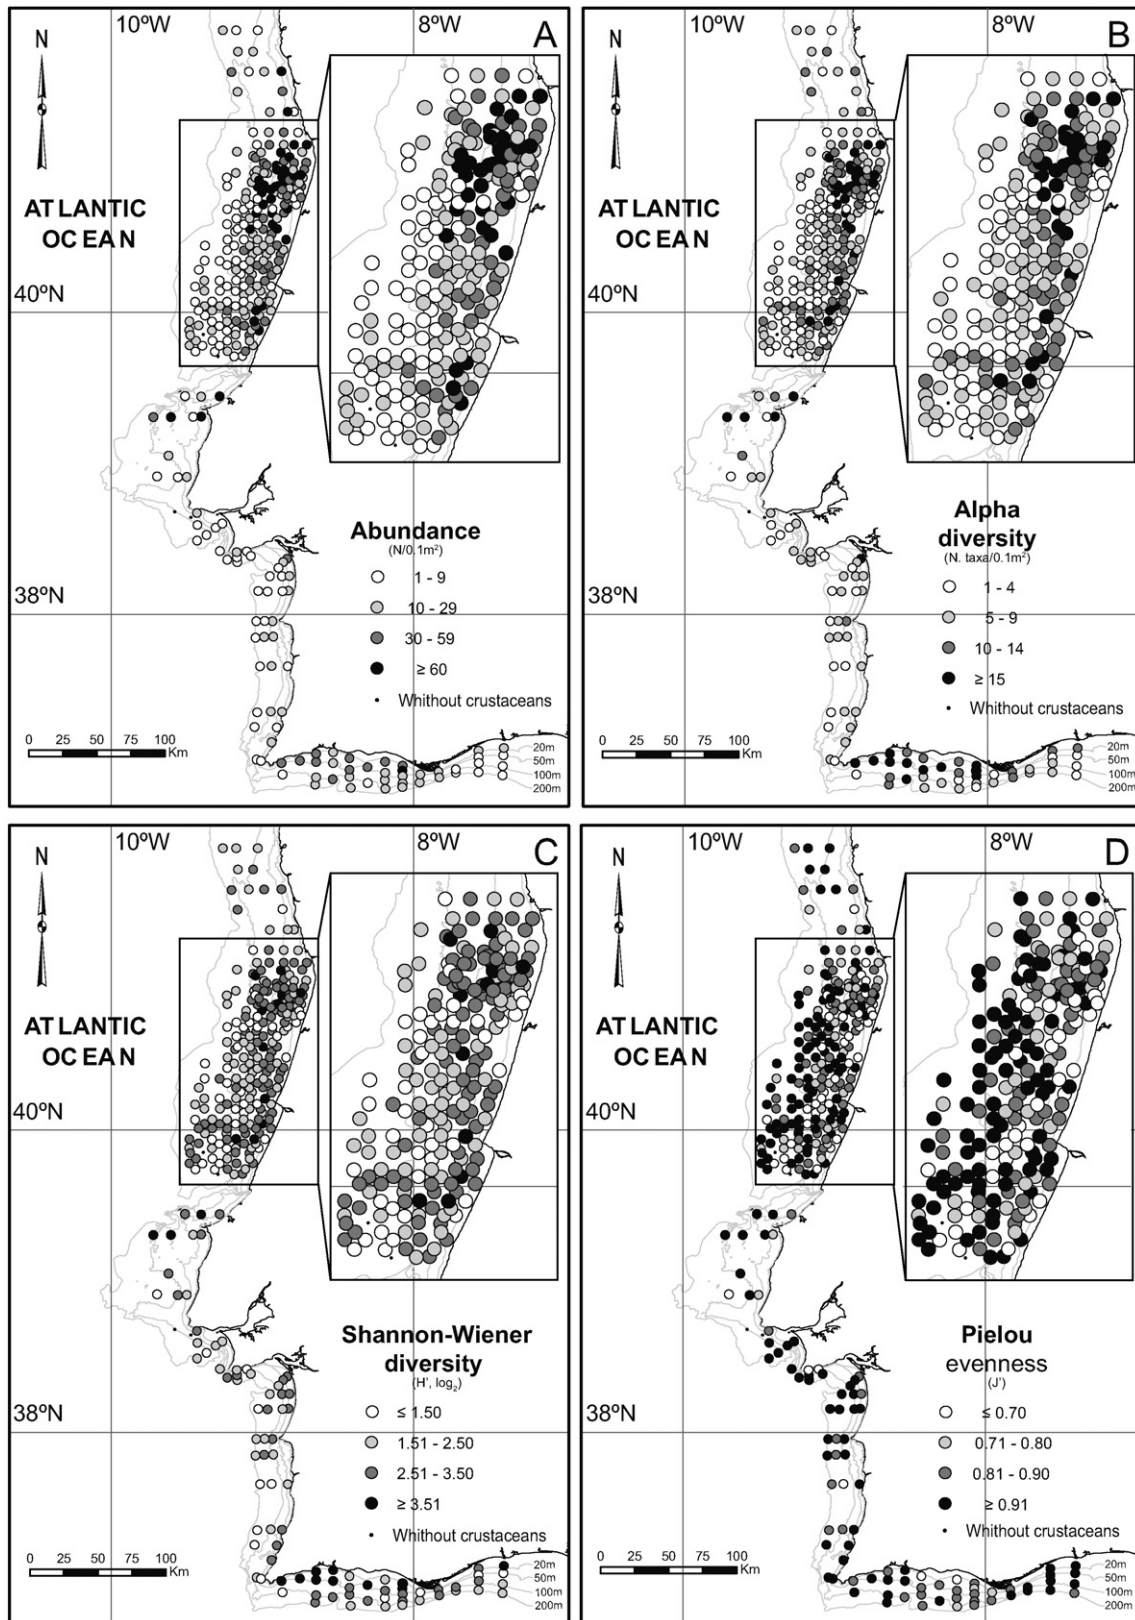 10ºW
8ºW
A
N
ATLANTIC
OCEAN
40ºN
38ºN
Abundance
(N/0.1m²)
1 - 9
10 - 29
30 - 59
≥ 60
Whithout crustaceans
0 25 50 75 100
Km
20m
50m
100m
200m
10ºW
8ºW
B
N
ATLANTIC
OCEAN
40ºN
38ºN
Alpha
diversity
(N. taxa/0.1m²)
1 - 4
5 - 9
10 - 14
≥ 15
Whithout crustaceans
0 25 50 75 100
Km
20m
50m
100m
200m
10ºW
8ºW
C
N
ATLANTIC
OCEAN
40ºN
38ºN
Shannon-Wiener
diversity
(H', log₂)
≤ 1.50
1.51 - 2.50
2.51 - 3.50
≥ 3.51
Whithout crustaceans
0 25 50 75 100
Km
20m
50m
100m
200m
10ºW
8ºW
D
N
ATLANTIC
OCEAN
40ºN
38ºN
Pielou
evenness
(J')
≤ 0.70
0.71 - 0.80
0.81 - 0.90
≥ 0.91
Whithout crustaceans
0 25 50 75 100
Km
20m
50m
100m
200m